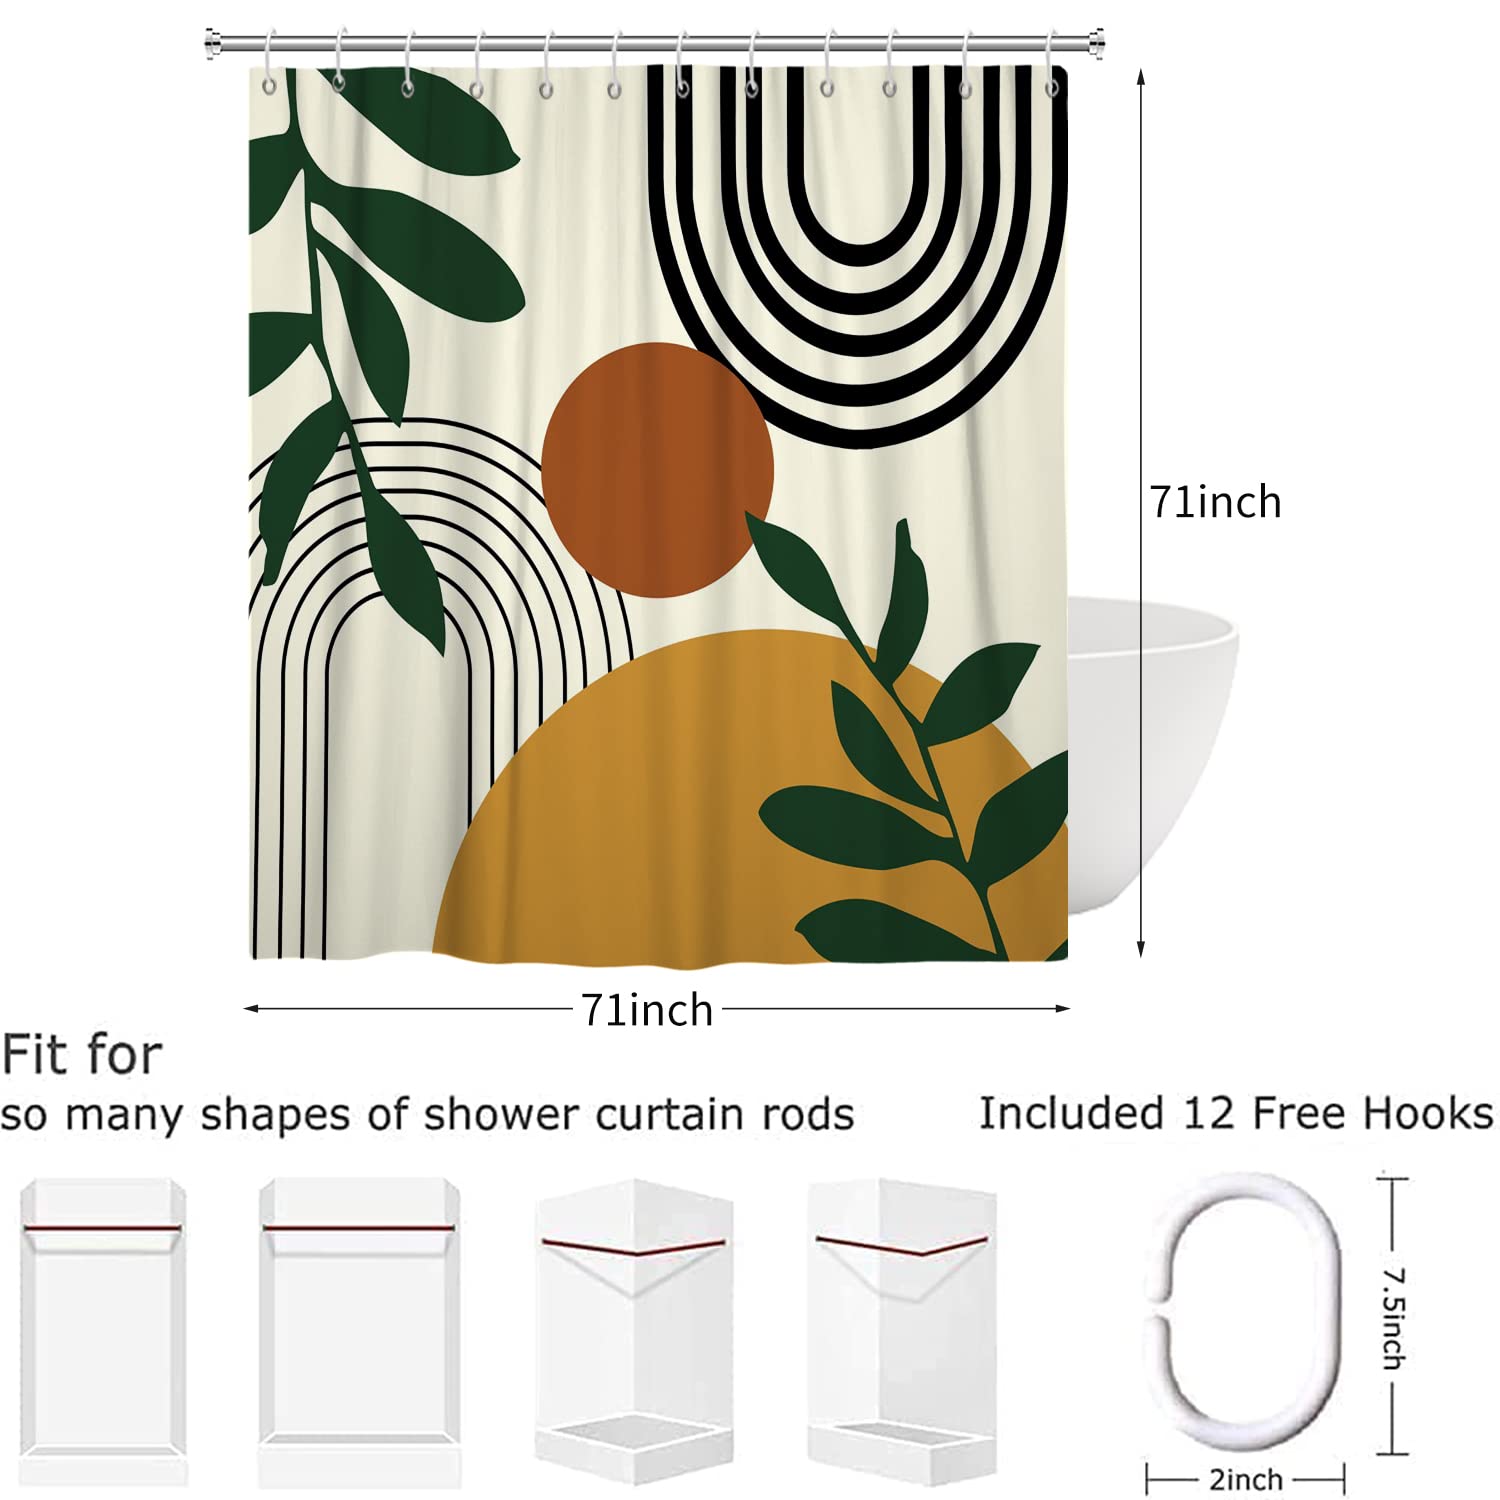 71inch
71inch
Fit for
so many shapes of shower curtain rods
Included 12 Free Hooks
7.5inch
2inch